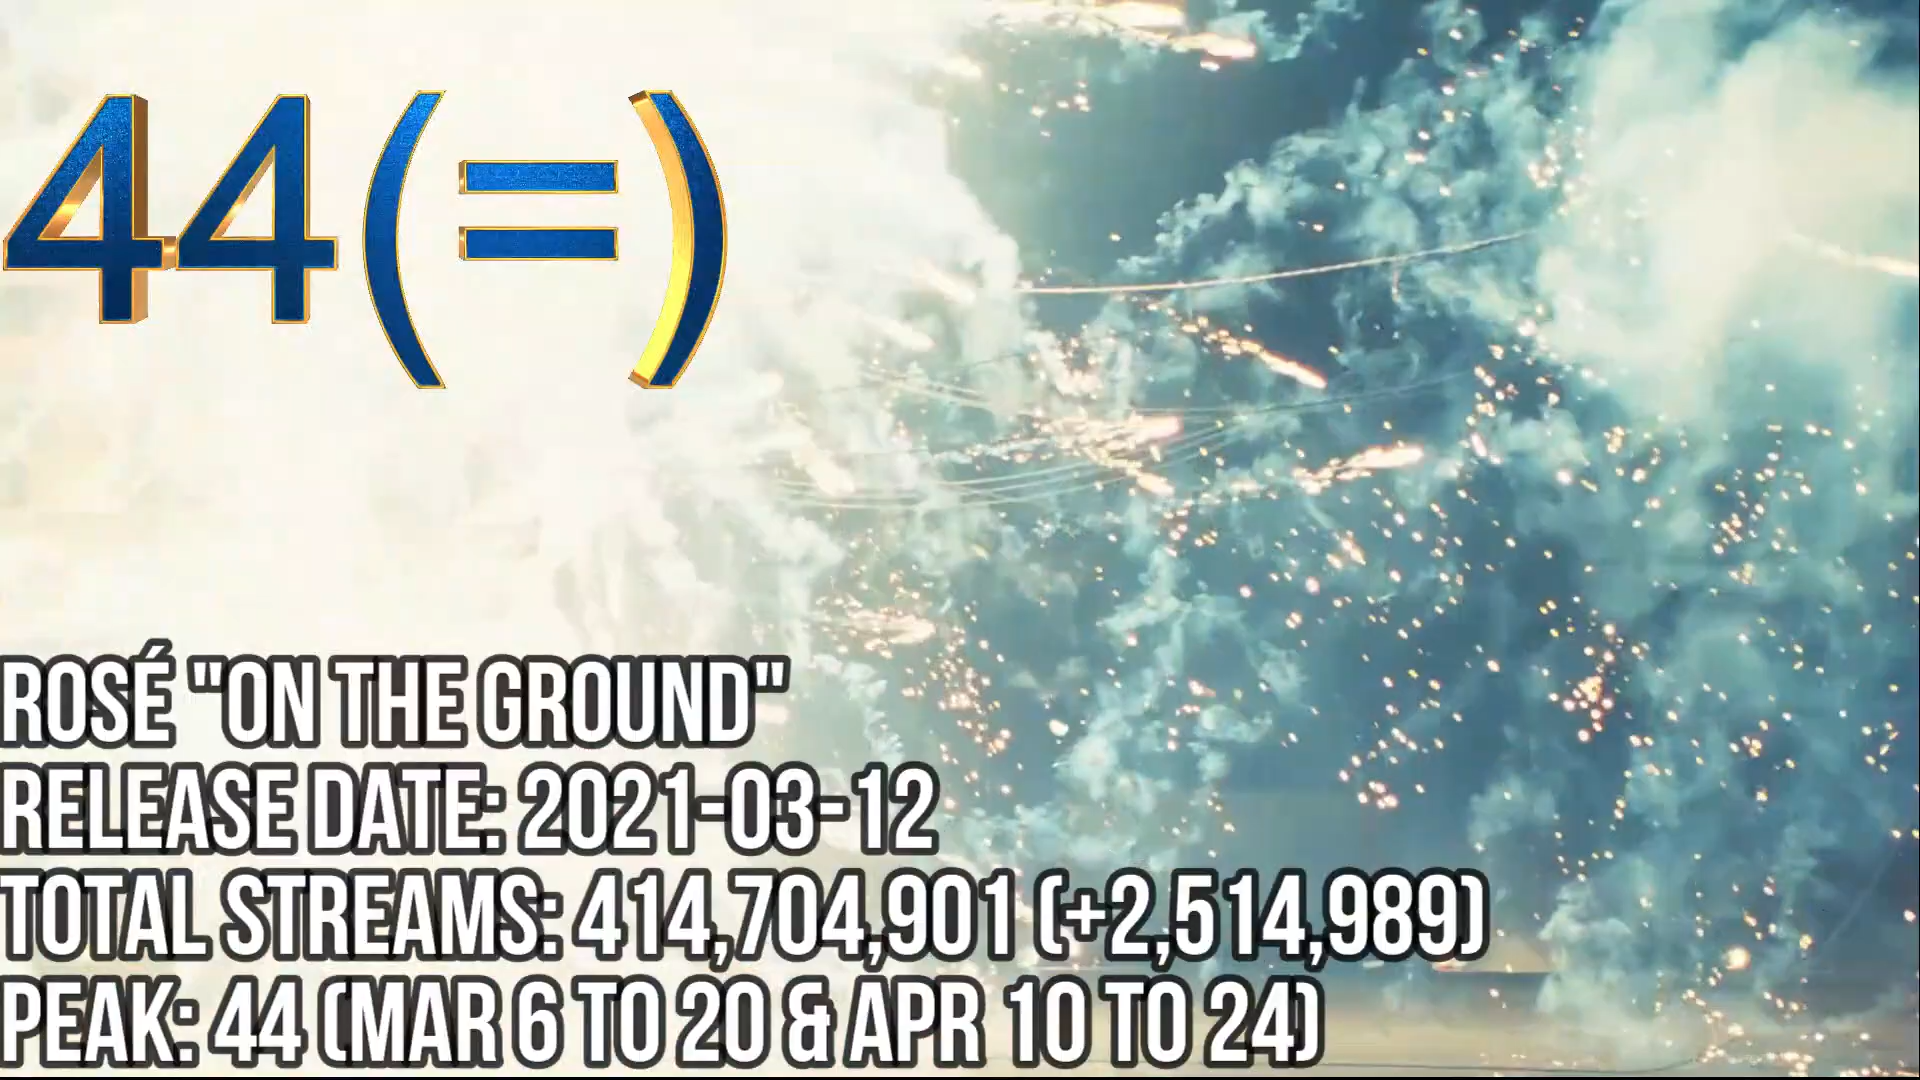 44(=)
ROSÉ "ON THE GROUND"
RELEASE DATE: 2021-03-12
TOTAL STREAMS: 414,704,901 (+2,514,989)
PEAK: 44 (MAR 6 TO 20 & APR 10 TO 24)